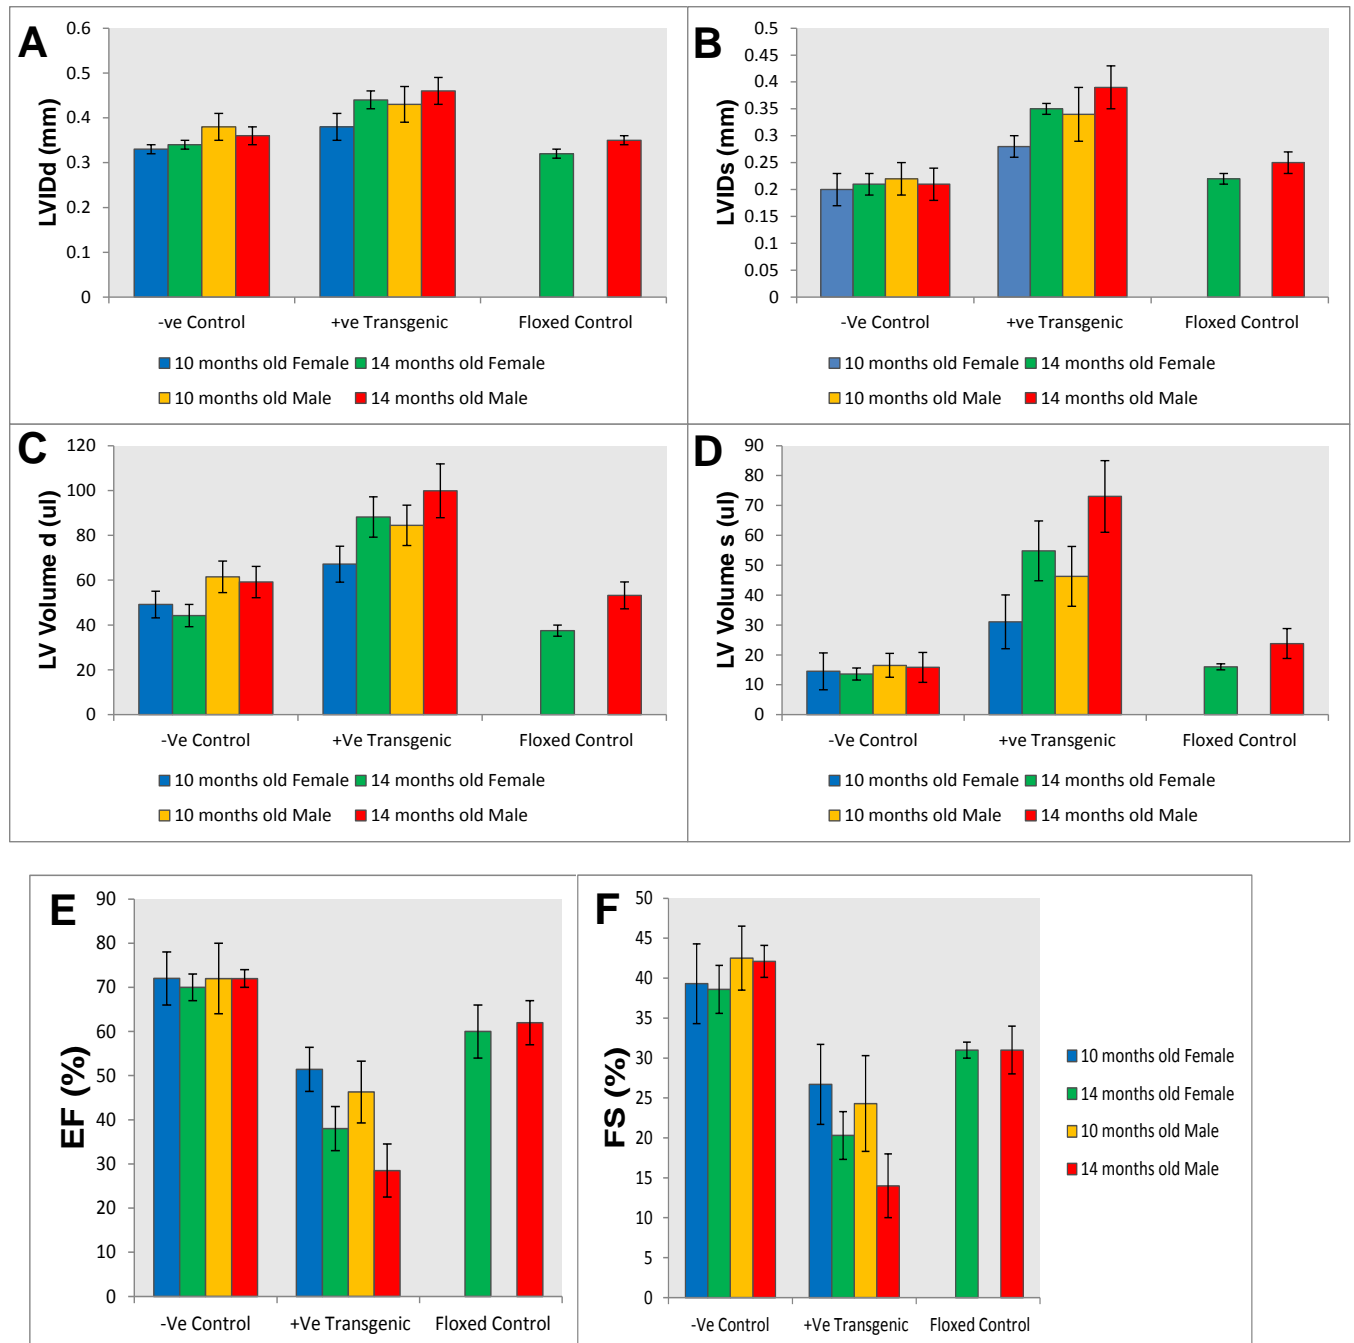 A
LVIDd (mm)
0.6
0.5
0.4
0.3
0.2
0.1
0
-ve Control
+ve Transgenic
Floxed Control
10 months old Female
14 months old Female
10 months old Male
14 months old Male
B
LVIDs (mm)
0.5
0.45
0.4
0.35
0.3
0.25
0.2
0.15
0.1
0.05
0
-Ve Control
+ve Transgenic
Floxed Control
10 months old Female
14 months old Female
10 months old Male
14 months old Male
C
LV Volume d (ul)
120
100
80
60
40
20
0
-Ve Control
+Ve Transgenic
Floxed Control
10 months old Female
14 months old Female
10 months old Male
14 months old Male
D
LV Volume s (ul)
90
80
70
60
50
40
30
20
10
0
-Ve Control
+ve Transgenic
Floxed Control
10 months old Female
14 months old Female
10 months old Male
14 months old Male
E
EF (%)
90
80
70
60
50
40
30
20
10
0
-Ve Control
+Ve Transgenic
Floxed Control
F
FS (%)
50
45
40
35
30
25
20
15
10
5
0
-Ve Control
+Ve Transgenic
Floxed Control
10 months old Female
14 months old Female
10 months old Male
14 months old Male